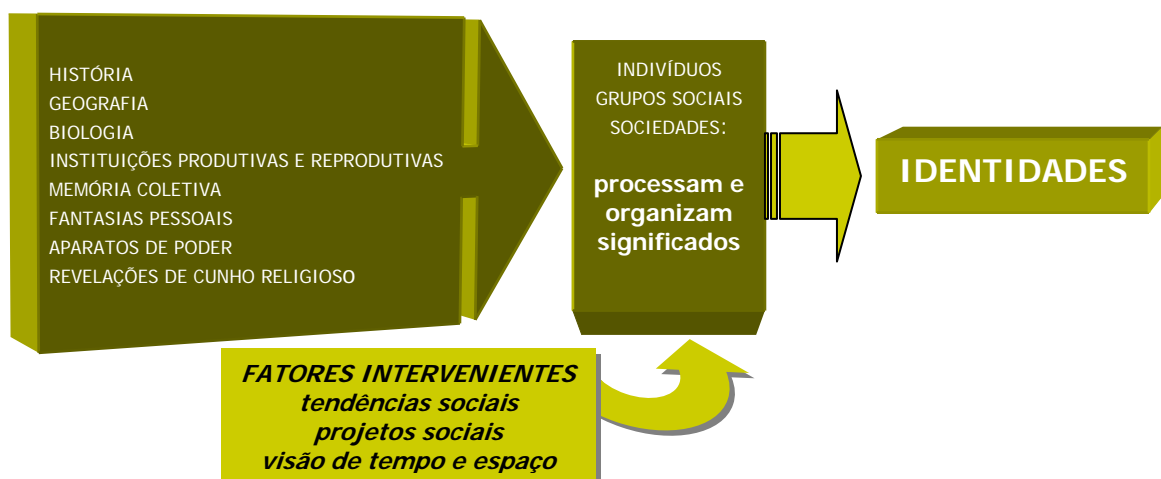 HISTÓRIA
GEOGRAFIA
BIOLOGIA
INSTITUIÇÕES PRODUTIVAS E REPRODUTIVAS
MEMÓRIA COLETIVA
FANTASIAS PESSOAIS
APARATOS DE PODER
REVELAÇÕES DE CUNHO RELIGIOSO
INDIVÍDUOS
GRUPOS SOCIAIS
SOCIEDADES:
processam e
organizam
significados
IDENTIDADES
FATORES INTERVENIENTES
tendências sociais
projetos sociais
visão de tempo e espaço